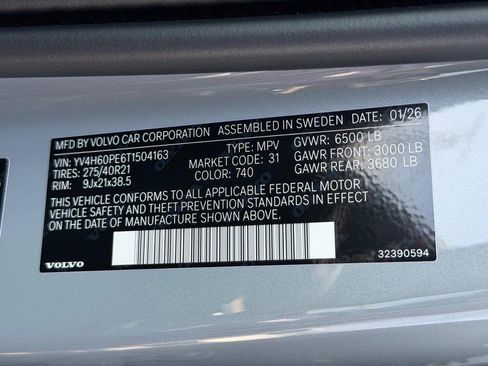 MFD BY VOLVO CAR CORPORATION ASSEMBLED IN SWEDEN 01/26
VIN: YV4H60PE6T1504163 TYPE: MPV GVWR: 6500 LB
TIRES: 275/40R21 MARKET CODE: 31 GAWR FRONT: 3000 LB
RIM: 9Jx21x38.5 COLOR: 740 GAWR REAR: 3680 LB
THIS VEHICLE CONFORMS TO ALL APPLICABLE FEDERAL MOTOR
VEHICLE SAFETY AND THEFT PREVENTION STANDARDS IN EFFECT
ON THE DATE OF MANUFACTURE SHOWN ABOVE.
VOLVO 32390594